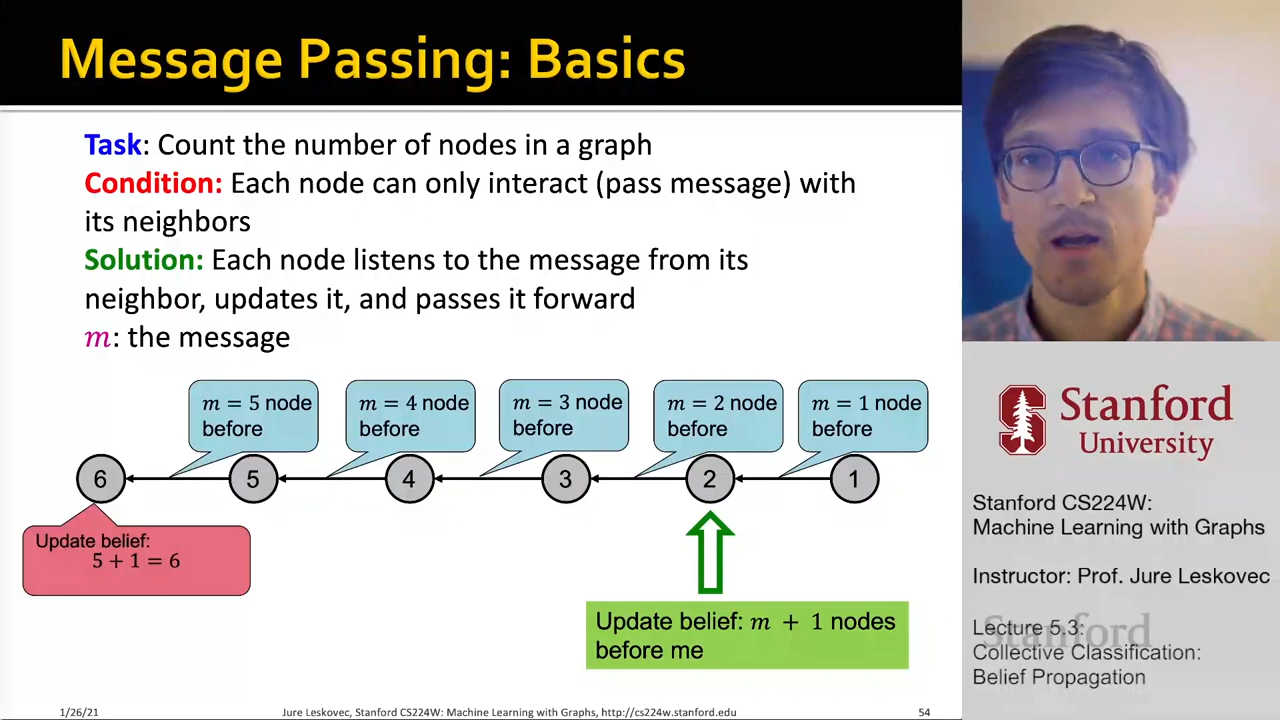 Message Passing: Basics
Task: Count the number of nodes in a graph
Condition: Each node can only interact (pass message) with
its neighbors
Solution: Each node listens to the message from its
neighbor, updates it, and passes it forward
m: the message
m = 5 node
before
m = 4 node
before
m = 3 node
before
m = 2 node
before
m = 1 node
before
6
5
4
3
2
1
Update belief:
5 + 1 = 6
Update belief: m + 1 nodes
before me
1/26/21
Jure Leskovec, Stanford CS224W: Machine Learning with Graphs, http://cs224w.stanford.edu
54
Stanford
University
Stanford CS224W:
Machine Learning with Graphs
Instructor: Prof. Jure Leskovec
Lecture 5.3:
Stanford
Collective Classification:
Belief Propagation